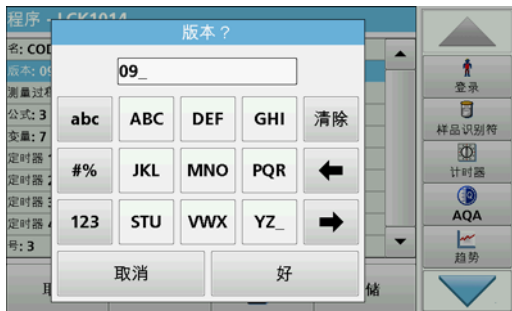 程序 - LCK1014
版本？
09_
名: COD
版本: 09
测量过程
公式: 3
变量: 7
定时器
定时器
定时器
定时器
号: 3
abc ABC DEF GHI 清除
#% JKL MNO PQR
123 STU VWX YZ_
取消 好
储
登录
样品识别符
计时器
AQA
趋势